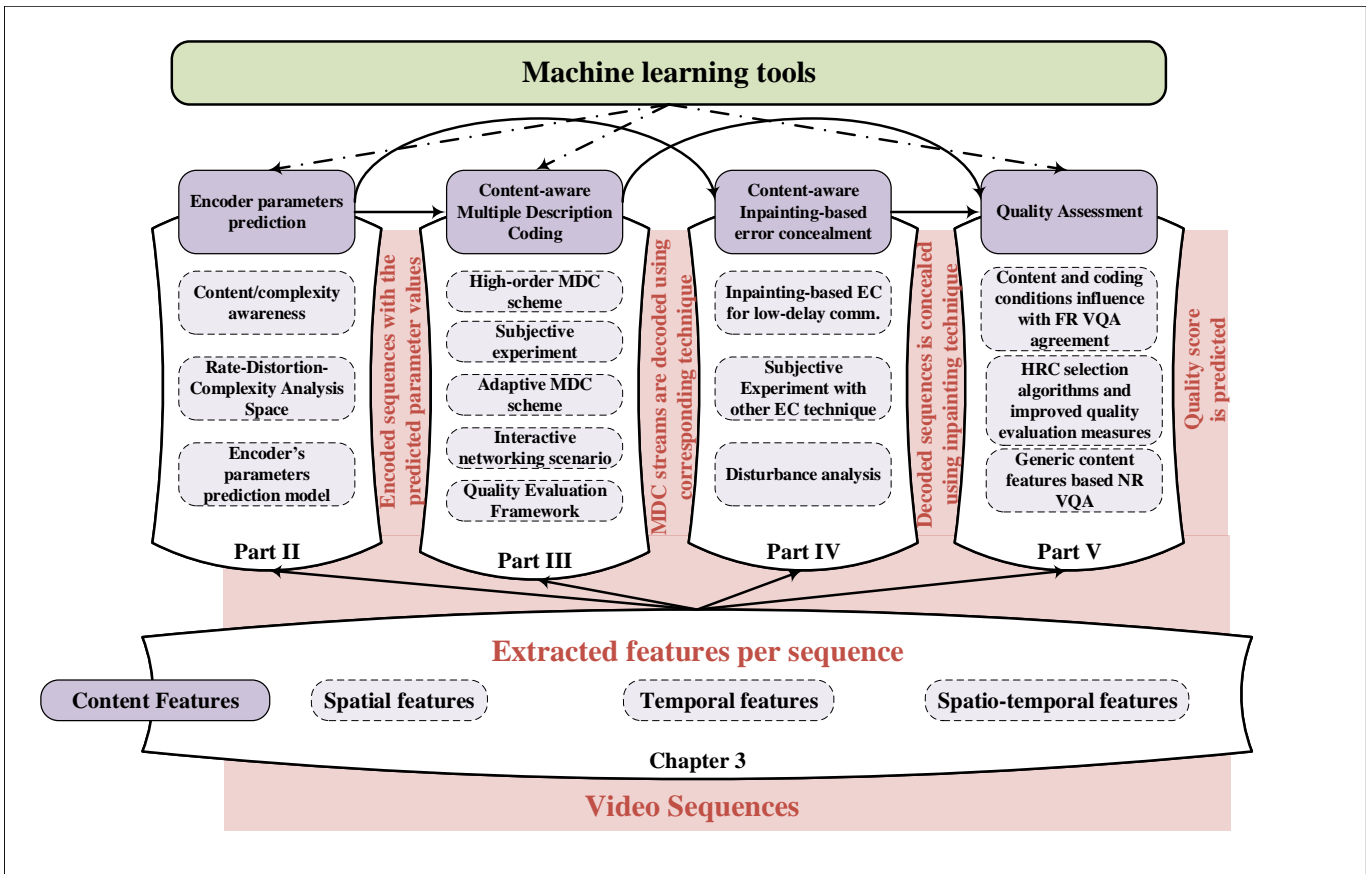 Machine learning tools
Encoder parameters
prediction
Content/complexity
awareness
Rate-Distortion-
Complexity Analysis
Space
Encoder’s
parameters
prediction model
Part II
Encoded sequences with the
predicted parameter values
Content-aware
Multiple Description
Coding
High-order MDC
scheme
Subjective
experiment
Adaptive MDC
scheme
Interactive
networking scenario
Quality Evaluation
Framework
Part III
MDC streams are decoded using
corresponding technique
Content-aware
Inpainting-based
error concealment
Inpainting-based EC
for low-delay comm.
Subjective
Experiment with
other EC technique
Disturbance analysis
Part IV
Decoded sequences is concealed
using inpainting technique
Quality Assessment
Content and coding
conditions influence
with FR VQA
agreement
HRC selection
algorithms and
improved quality
evaluation measures
Generic content
features based NR
VQA
Part V
Quality score
is predicted
Extracted features per sequence
Content Features
Spatial features
Temporal features
Spatio-temporal features
Chapter 3
Video Sequences